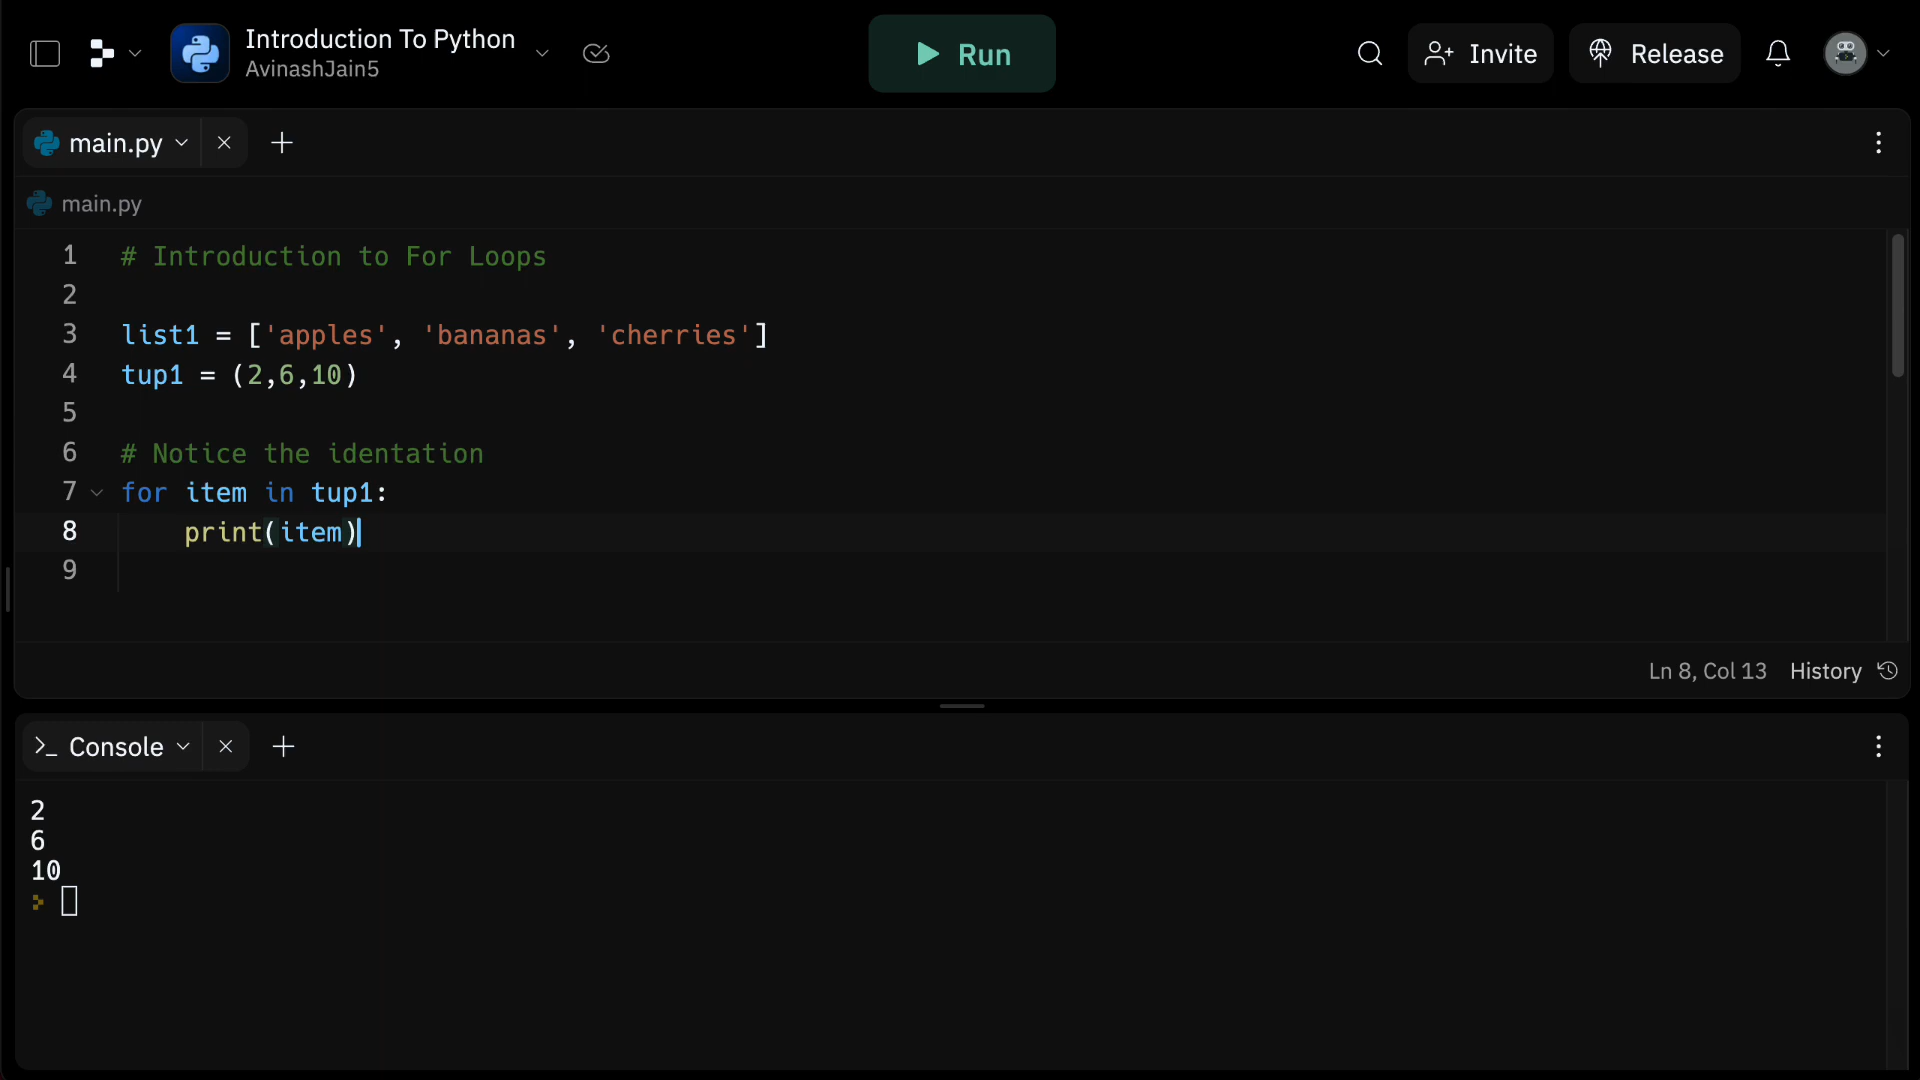 Introduction To Python
AvinashJain5
Run
Invite
Release
main.py
main.py
1 # Introduction to For Loops
2
3 list1 = ['apples', 'bananas', 'cherries']
4 tup1 = (2,6,10)
5
6 # Notice the identation
7 for item in tup1:
8     print(item)
9
Ln 8, Col 13 History
>_ Console
2
6
10